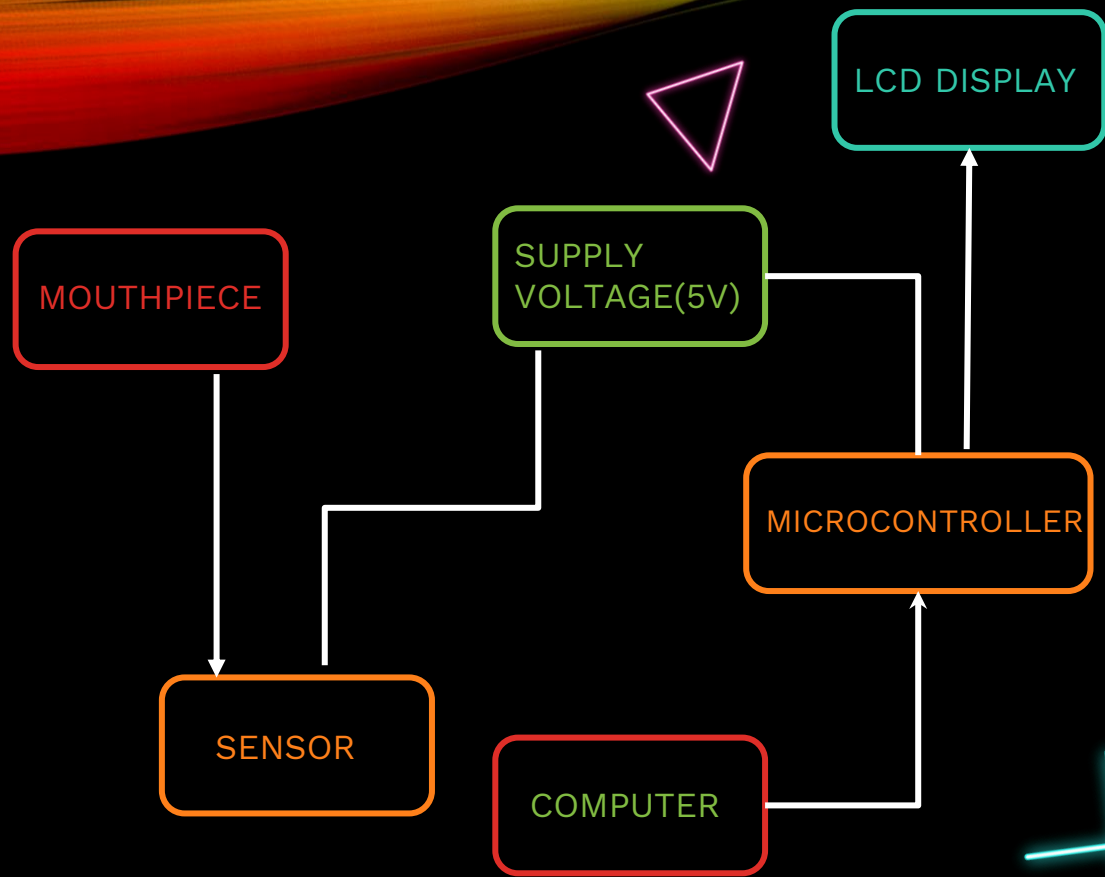 LCD DISPLAY
MOUTHPIECE
SUPPLY
VOLTAGE(5V)
MICROCONTROLLER
SENSOR
COMPUTER